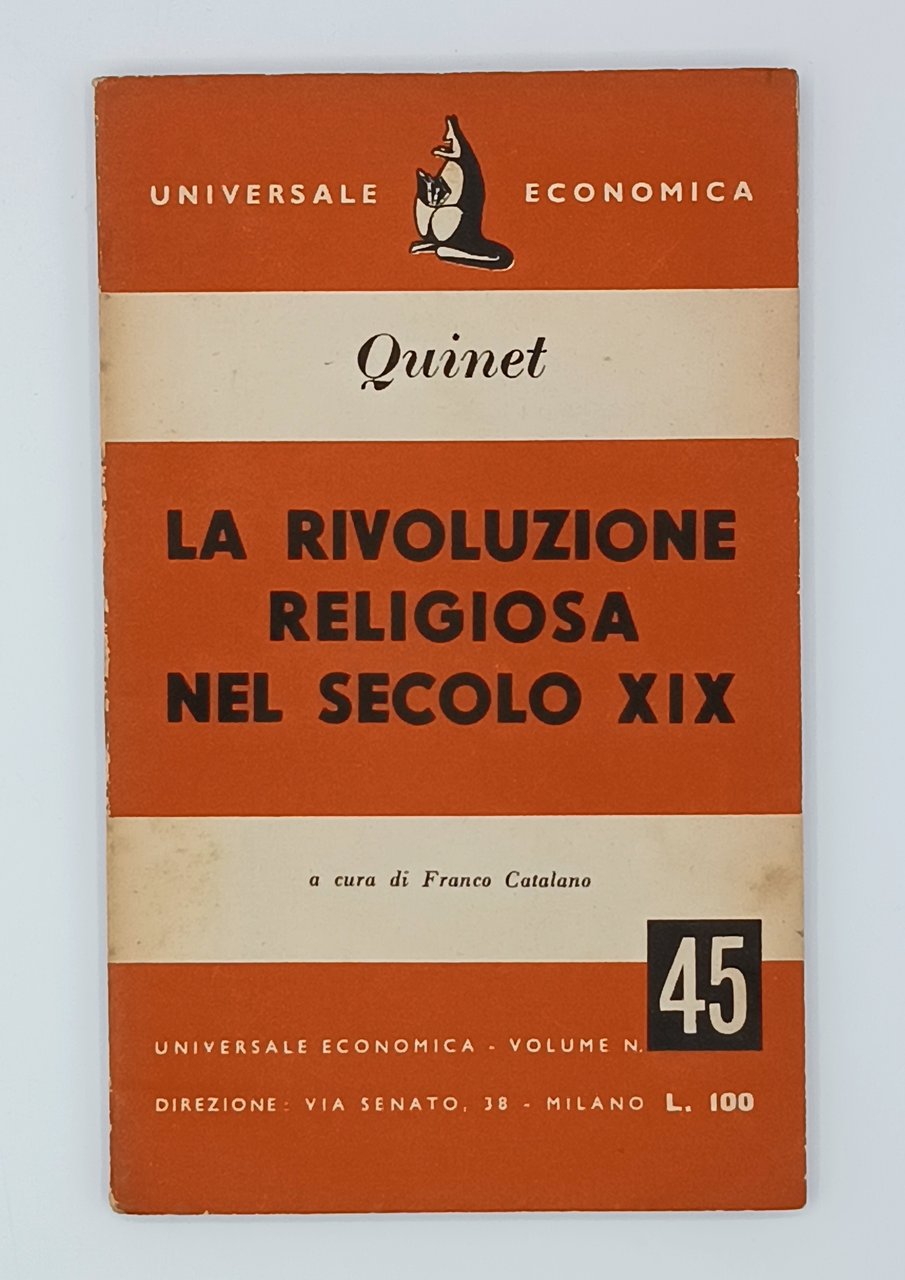 UNIVERSALE ECONOMICA
Quinet
LA RIVOLUZIONE
RELIGIOSA
NEL SECOLO XIX
a cura di Franco Catalano
45
UNIVERSALE ECONOMICA - VOLUME N.
DIREZIONE: VIA SENATO, 38 - MILANO L. 100